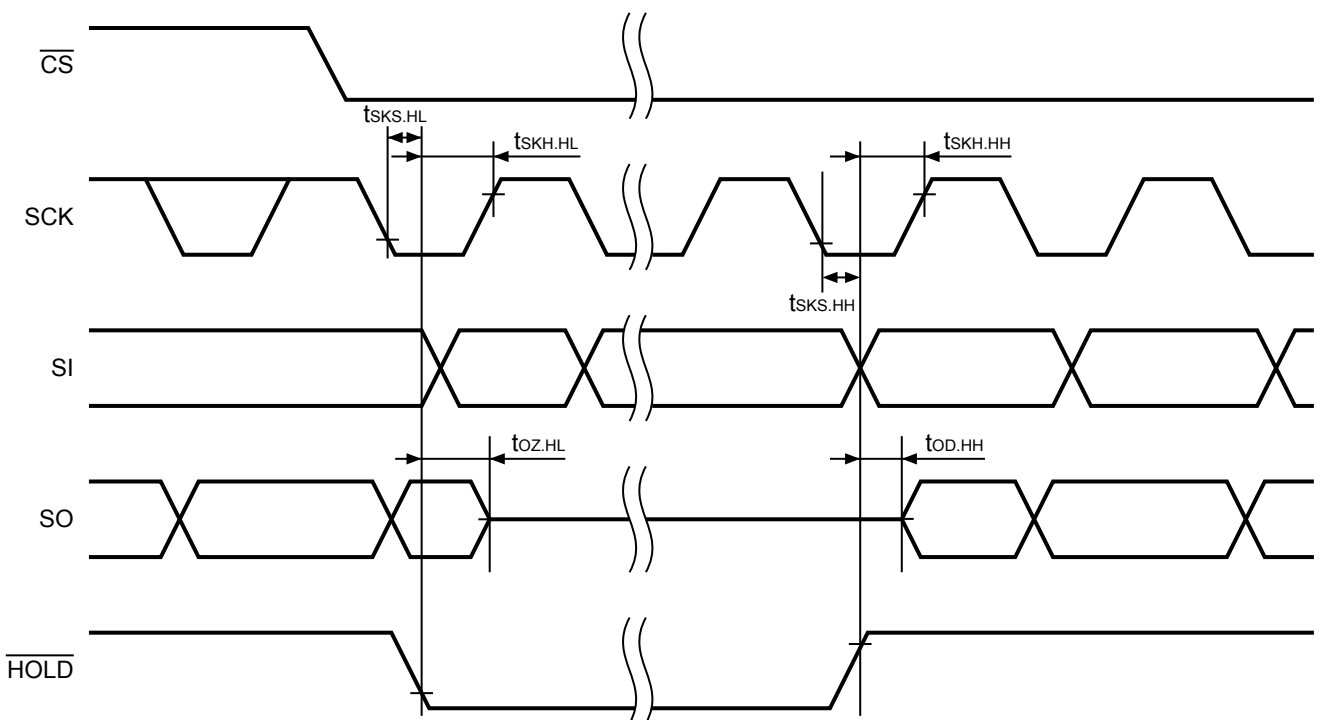 CS
tSKS.HL
tSKH.HL
tSKH.HH
SCK
tSKS.HH
SI
tOZ.HL
tOD.HH
SO
HOLD